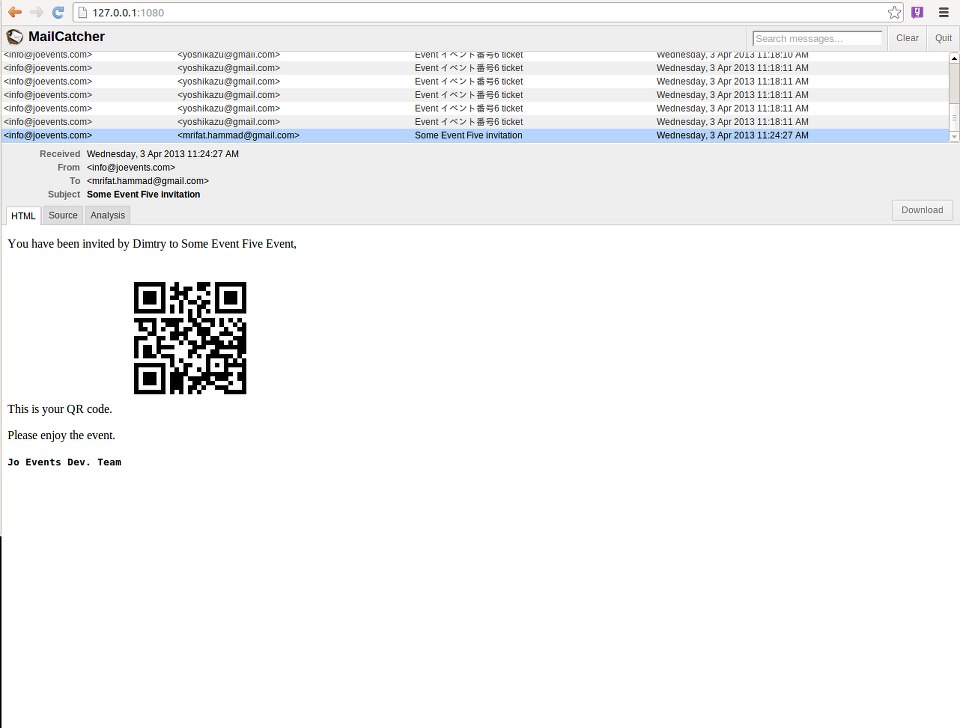 127.0.0.1:1080
MailCatcher Search messages... Clear Quit
<info@joevents.com> <yoshikazu@gmail.com> Event イベント番号6 ticket Wednesday, 3 Apr 2013 11:18:10 AM
<info@joevents.com> <yoshikazu@gmail.com> Event イベント番号6 ticket Wednesday, 3 Apr 2013 11:18:11 AM
<info@joevents.com> <yoshikazu@gmail.com> Event イベント番号6 ticket Wednesday, 3 Apr 2013 11:18:11 AM
<info@joevents.com> <yoshikazu@gmail.com> Event イベント番号6 ticket Wednesday, 3 Apr 2013 11:18:11 AM
<info@joevents.com> <yoshikazu@gmail.com> Event イベント番号6 ticket Wednesday, 3 Apr 2013 11:18:11 AM
<info@joevents.com> <yoshikazu@gmail.com> Event イベント番号6 ticket Wednesday, 3 Apr 2013 11:18:11 AM
<info@joevents.com> <mrifat.hammad@gmail.com> Some Event Five invitation Wednesday, 3 Apr 2013 11:24:27 AM
Received Wednesday, 3 Apr 2013 11:24:27 AM
From <info@joevents.com>
To <mrifat.hammad@gmail.com>
Subject Some Event Five invitation
HTML Source Analysis Download
You have been invited by Dimtry to Some Event Five Event,
This is your QR code.
Please enjoy the event.
Jo Events Dev. Team